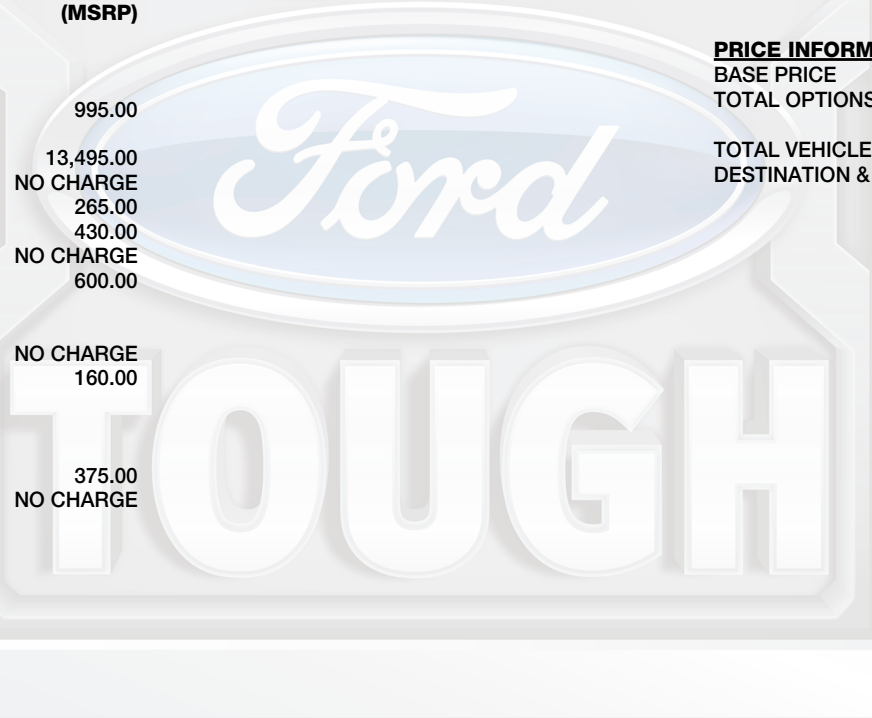 (MSRP)
995.00
13,495.00
NO CHARGE
265.00
430.00
NO CHARGE
600.00
NO CHARGE
160.00
375.00
NO CHARGE
PRICE INFORM
BASE PRICE
TOTAL OPTIONS
TOTAL VEHICLE
DESTINATION &
Ford
TOUGH